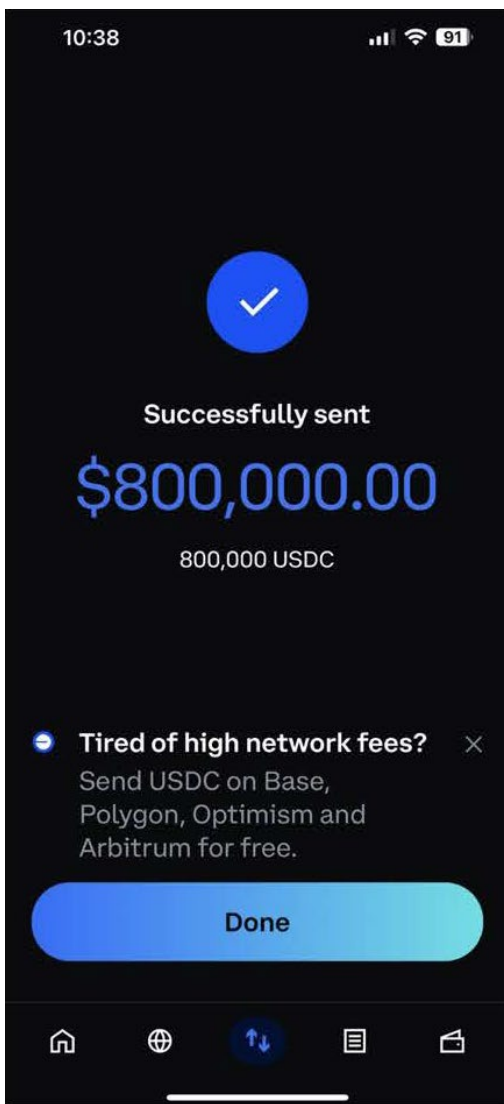 10:38
91
Successfully sent
$800,000.00
800,000 USDC
Tired of high network fees?
Send USDC on Base,
Polygon, Optimism and
Arbitrum for free.
Done